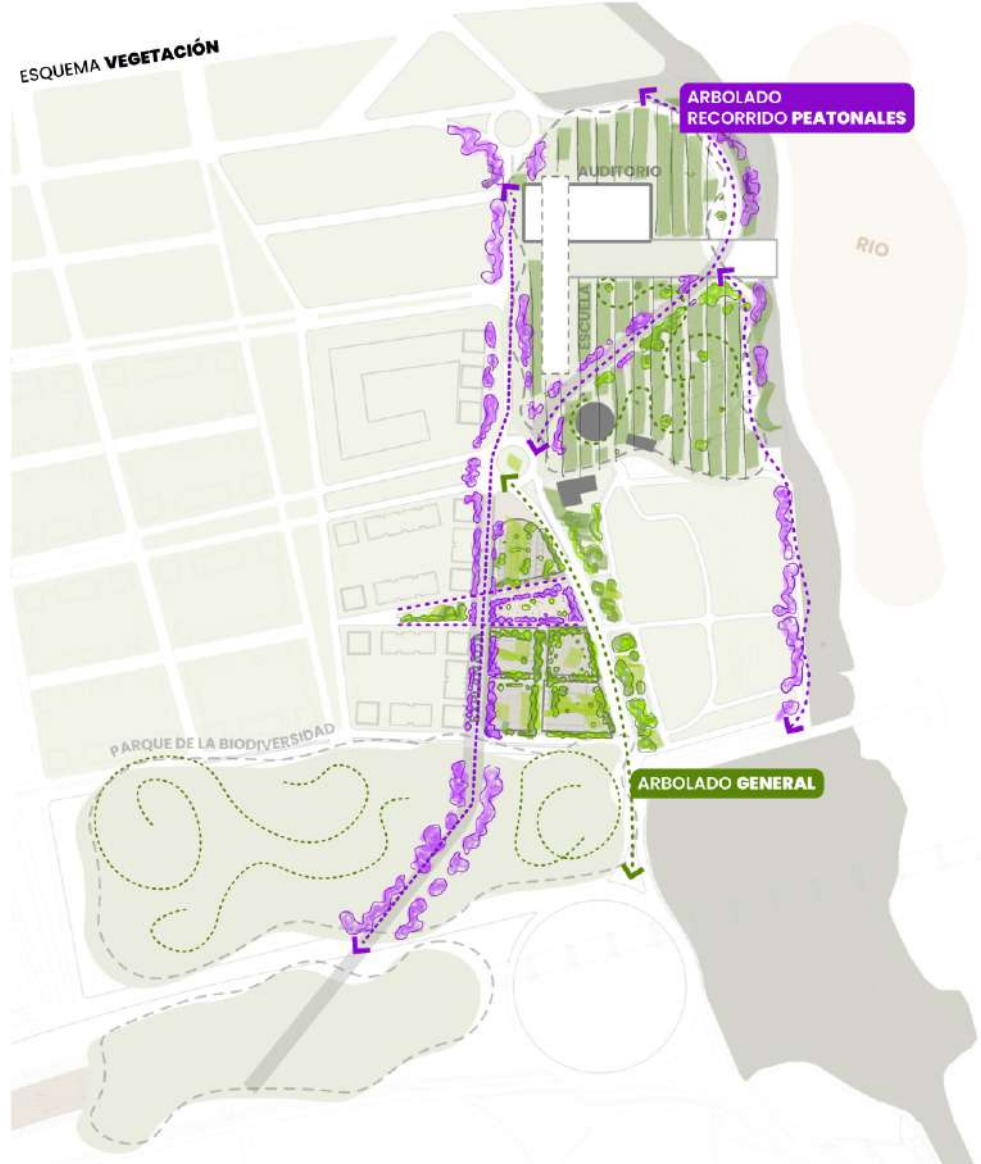 ESQUEMA VEGETACIÓN
ARBOLADO
RECORRIDO PEATONALES
AUDITORIO
RIO
ESCUELA
PARQUE DE LA BIODIVERSIDAD
ARBOLADO GENERAL